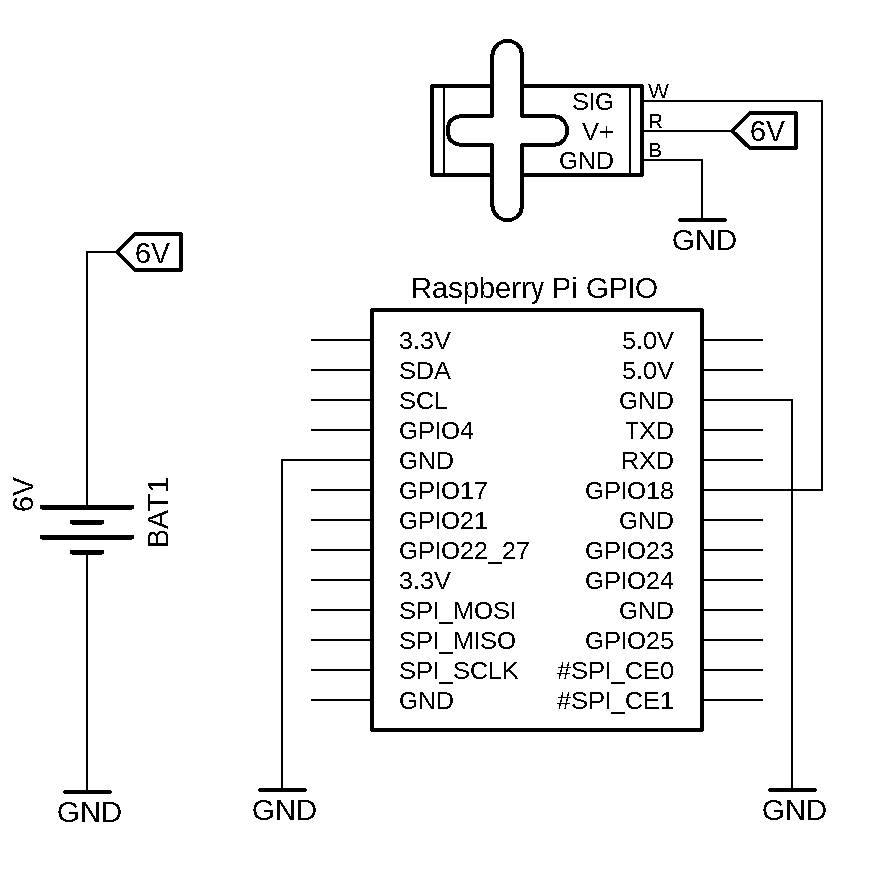 W
SIG
R
V+
6V
B
GND
GND
6V
Raspberry Pi GPIO
3.3V 5.0V
SDA 5.0V
SCL GND
GPIO4 TXD
GND RXD
GPIO17 GPIO18
GPIO21 GND
GPIO22_27 GPIO23
3.3V GPIO24
SPI_MOSI GND
SPI_MISO GPIO25
SPI_SCLK #SPI_CE0
GND #SPI_CE1
6V
BAT1
GND
GND
GND